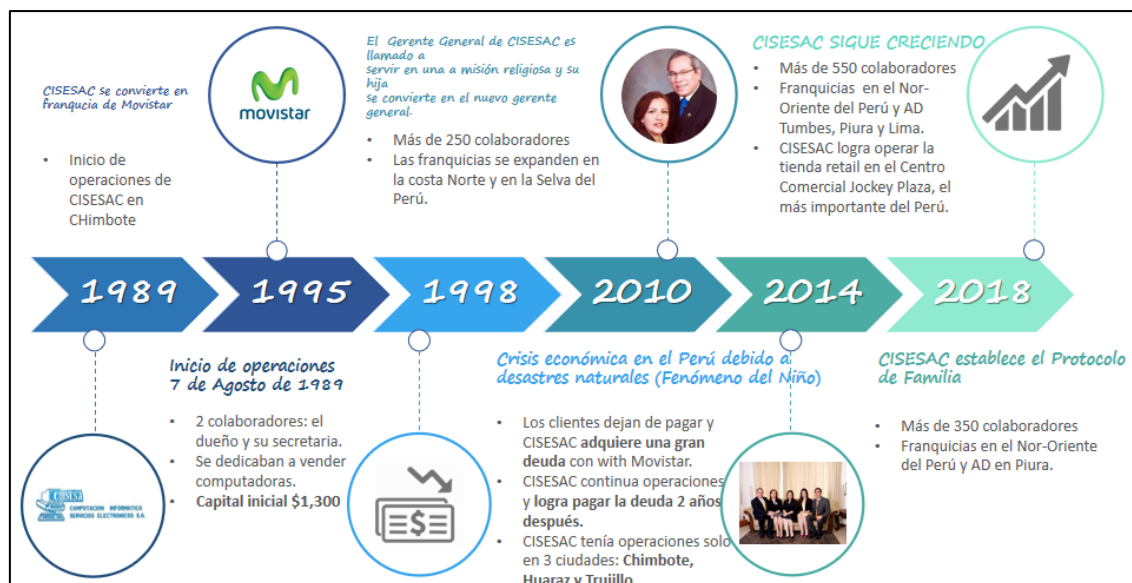 CISESAC se convierte en
franqucia de Movistar
• Inicio de
operaciones de
CISESAC en
CHimbote
movistar
El Gerente General de CISESAC es
llamado a
servir en una a misión religiosa y su
hija
se convierte en el nuevo gerente
general.
• Más de 250 colaboradores
• Las franquicias se expanden en
la costa Norte y en la Selva del
Perú.
CISESAC SIGUE CRECIENDO
• Más de 550 colaboradores
• Franquicias en el Nor-
Oriente del Perú y AD
Tumbes, Piura y Lima.
• CISESAC logra operar la
tienda retail en el Centro
Comercial Jockey Plaza, el
más importante del Perú.
1989
1995
1998
2010
2014
2018
Inicio de operaciones
7 de Agosto de 1989
• 2 colaboradores: el
dueño y su secretaria.
• Se dedicaban a vender
computadoras.
• Capital inicial $1,300
COMPUTACION INFORMATICO
SERVICIOS ELECTRONICOS S.A.
$
Crisis económica en el Perú debido a
desastres naturales (Fenómeno del Niño)
• Los clientes dejan de pagar y
CISESAC adquiere una gran
deuda con with Movistar.
• CISESAC continua operaciones
y logra pagar la deuda 2 años
después.
• CISESAC tenía operaciones solo
en 3 ciudades: Chimbote,
Huaraz y Trujillo
CISESAC establece el Protocolo
de Familia
• Más de 350 colaboradores
• Franquicias en el Nor-Oriente
del Perú y AD en Piura.